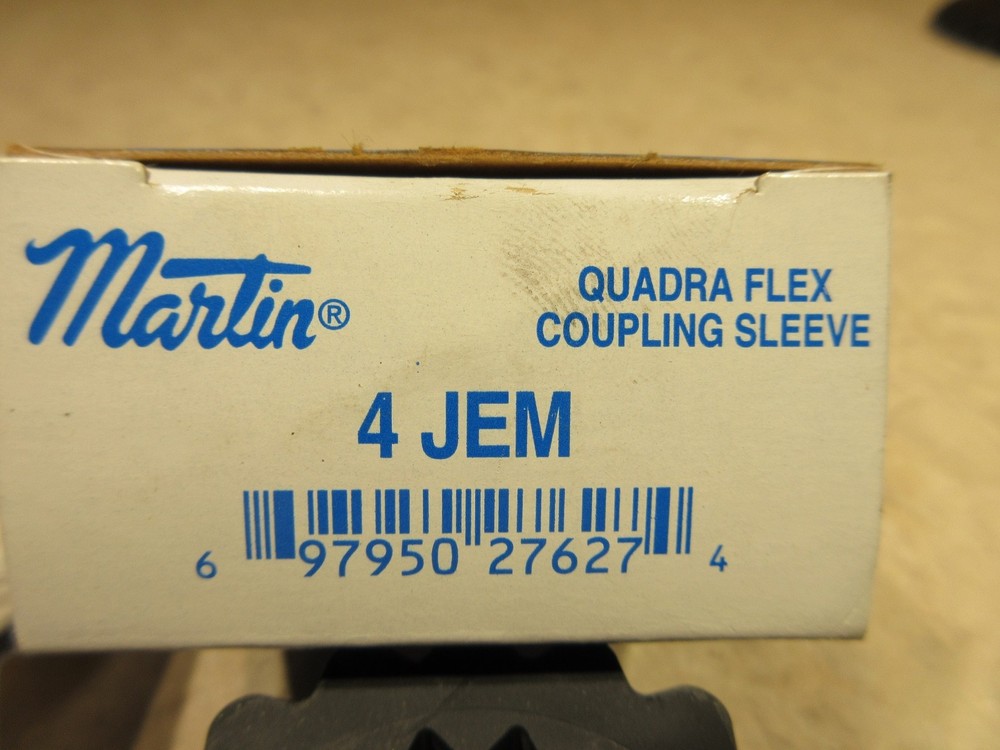 Martin®
QUADRA FLEX
COUPLING SLEEVE
4 JEM
6 97950 27627 4